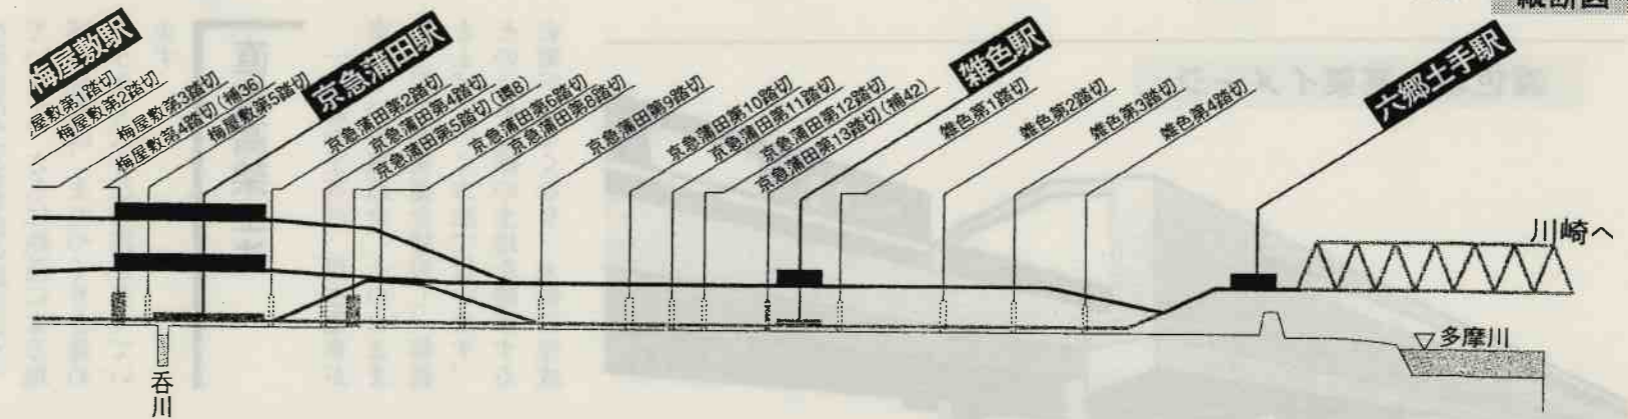 縦断図
梅屋敷駅
屋敷第1踏切
梅屋敷第2踏切
梅屋敷第3踏切
梅屋敷第4踏切(補36)
梅屋敷第5踏切
京急蒲田駅
京急蒲田第2踏切
京急蒲田第4踏切
京急蒲田第5踏切(環8)
京急蒲田第6踏切
京急蒲田第8踏切
京急蒲田第9踏切
京急蒲田第10踏切
京急蒲田第11踏切
京急蒲田第12踏切
京急蒲田第13踏切(補42)
雑色駅
雑色第1踏切
雑色第2踏切
雑色第3踏切
雑色第4踏切
六郷土手駅
川崎へ
多摩川
呑川